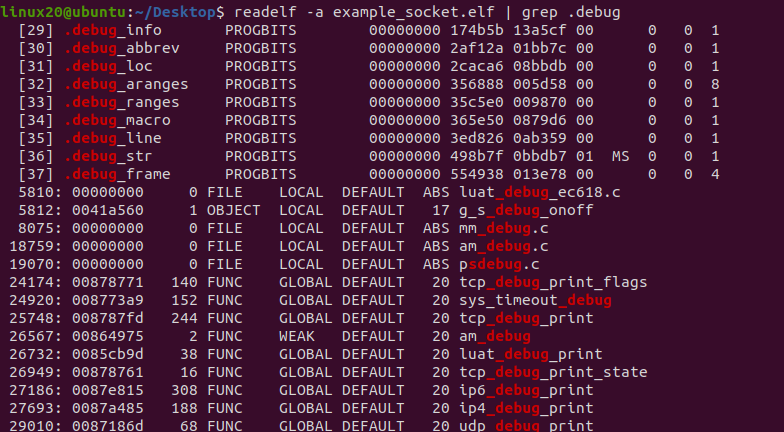 linux20@ubuntu:~/Desktop$ readelf -a example_socket.elf | grep .debug
[29] .debug_info PROGBITS 00000000 174b5b 13a5cf 00 0 0 1
[30] .debug_abbrev PROGBITS 00000000 2af12a 01bb7c 00 0 0 1
[31] .debug_loc PROGBITS 00000000 2caca6 08bbdb 00 0 0 1
[32] .debug_aranges PROGBITS 00000000 356888 005d58 00 0 0 8
[33] .debug_ranges PROGBITS 00000000 35c5e0 009870 00 0 0 1
[34] .debug_macro PROGBITS 00000000 365e50 0879d6 00 0 0 1
[35] .debug_line PROGBITS 00000000 3ed826 0ab359 00 0 0 1
[36] .debug_str PROGBITS 00000000 498b7f 0bbdb7 01 MS 0 0 1
[37] .debug_frame PROGBITS 00000000 554938 013e78 00 0 0 4
5810: 00000000 0 FILE LOCAL DEFAULT ABS luat_debug_ec618.c
5812: 0041a560 1 OBJECT LOCAL DEFAULT 17 g_s_debug_onoff
8075: 00000000 0 FILE LOCAL DEFAULT ABS mm_debug.c
18759: 00000000 0 FILE LOCAL DEFAULT ABS am_debug.c
19070: 00000000 0 FILE LOCAL DEFAULT ABS psdebug.c
24174: 00878771 140 FUNC GLOBAL DEFAULT 20 tcp_debug_print_flags
24920: 008773a9 152 FUNC GLOBAL DEFAULT 20 sys_timeout_debug
25748: 008787fd 244 FUNC GLOBAL DEFAULT 20 tcp_debug_print
26567: 00864975 2 FUNC WEAK DEFAULT 20 am_debug
26732: 0085cb9d 38 FUNC GLOBAL DEFAULT 20 luat_debug_print
26949: 00878761 16 FUNC GLOBAL DEFAULT 20 tcp_debug_print_state
27186: 0087e815 308 FUNC GLOBAL DEFAULT 20 ip6_debug_print
27693: 0087a485 188 FUNC GLOBAL DEFAULT 20 ip4_debug_print
29010: 0087186d 68 FUNC GLOBAL DEFAULT 20 udp_debug_print